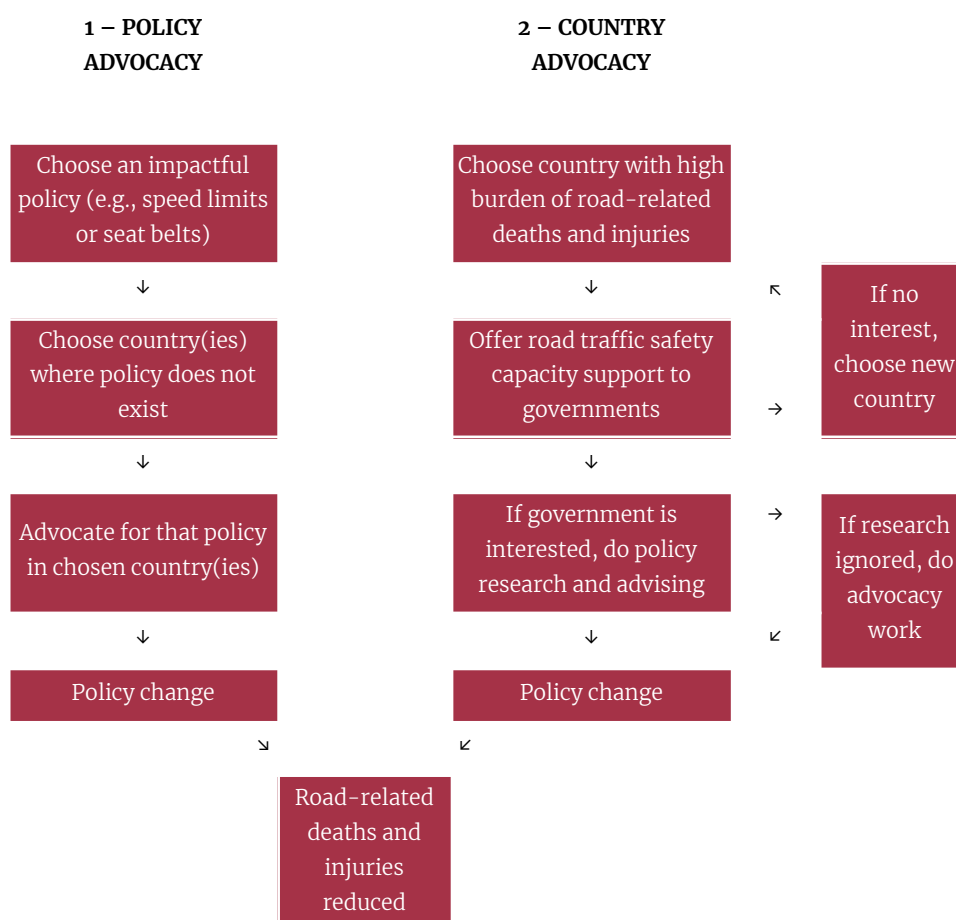 1 – POLICY
ADVOCACY
2 – COUNTRY
ADVOCACY
Choose an impactful
policy (e.g., speed limits
or seat belts)
↓
Choose country(ies)
where policy does not
exist
↓
Advocate for that policy
in chosen country(ies)
↓
Policy change
↘
Choose country with high
burden of road-related
deaths and injuries
↓
↖
If no
interest,
choose new
country
Offer road traffic safety
capacity support to
governments
→
↓
If government is
interested, do policy
research and advising
→
If research
ignored, do
advocacy
work
↓
↙
Policy change
↙
Road-related
deaths and
injuries
reduced